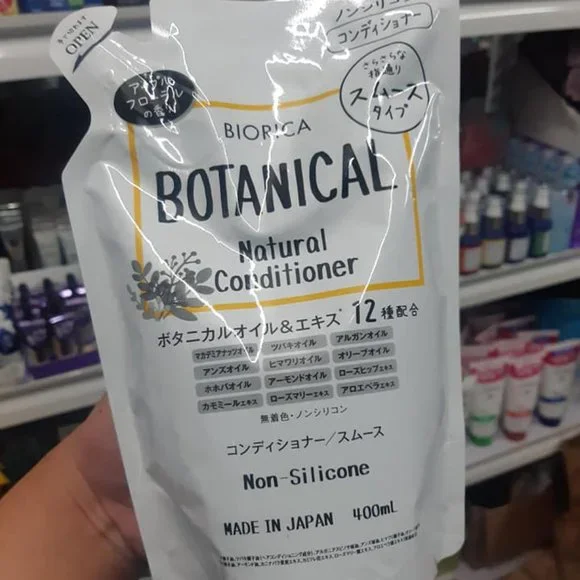 手で切れます
OPEN
ノンシリコン
コンディショナー
アップル
フローラル
の香り
さらさらな
指通り
スムース
タイプ
BIORICA
BOTANICAL
Natural
Conditioner
ボタニカルオイル&エキス* 12種配合
マカデミアナッツオイル ツバキオイル アルガンオイル
アンズオイル ヒマワリオイル オリーブオイル
ホホバオイル アーモンドオイル ローズヒップエキス
カモミールエキス ローズマリーエキス アロエベラエキス
無着色・ノンシリコン
コンディショナー/スムース
Non-Silicone
MADE IN JAPAN 400mL